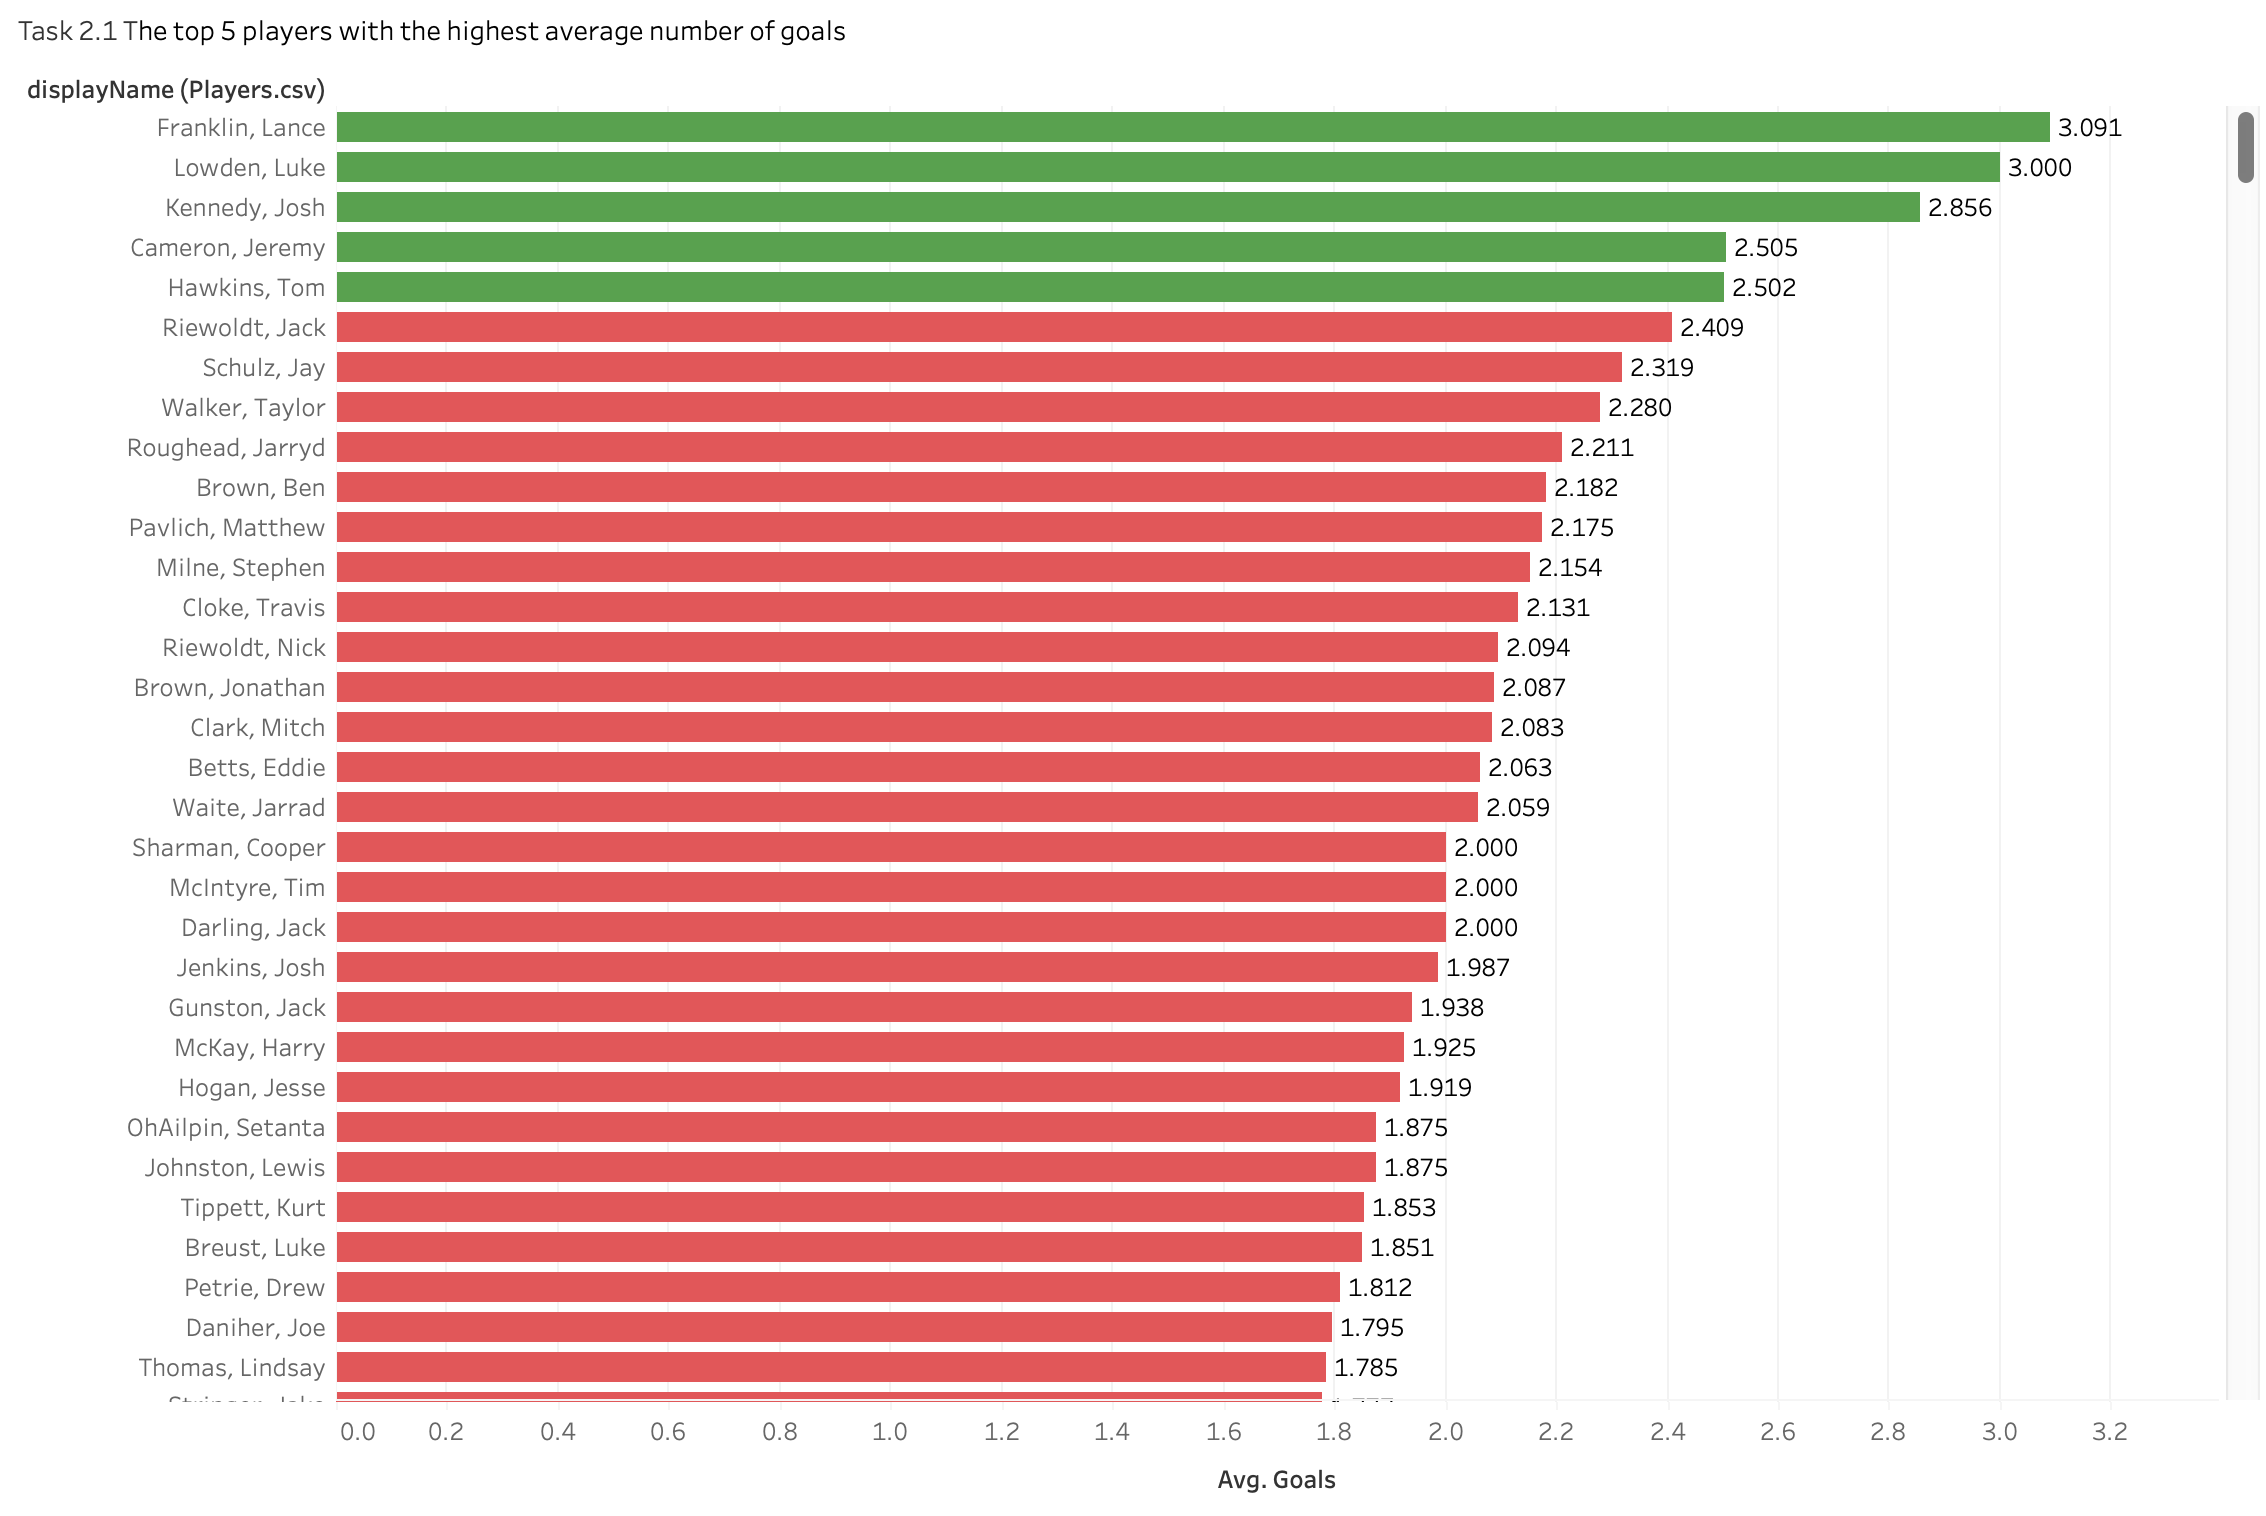 Task 2.1 The top 5 players with the highest average number of goals
displayName (Players.csv)
Franklin, Lance 3.091
Lowden, Luke 3.000
Kennedy, Josh 2.856
Cameron, Jeremy 2.505
Hawkins, Tom 2.502
Riewoldt, Jack 2.409
Schulz, Jay 2.319
Walker, Taylor 2.280
Roughead, Jarryd 2.211
Brown, Ben 2.182
Pavlich, Matthew 2.175
Milne, Stephen 2.154
Cloke, Travis 2.131
Riewoldt, Nick 2.094
Brown, Jonathan 2.087
Clark, Mitch 2.083
Betts, Eddie 2.063
Waite, Jarrad 2.059
Sharman, Cooper 2.000
McIntyre, Tim 2.000
Darling, Jack 2.000
Jenkins, Josh 1.987
Gunston, Jack 1.938
McKay, Harry 1.925
Hogan, Jesse 1.919
OhAilpin, Setanta 1.875
Johnston, Lewis 1.875
Tippett, Kurt 1.853
Breust, Luke 1.851
Petrie, Drew 1.812
Daniher, Joe 1.795
Thomas, Lindsay 1.785
0.0 0.2 0.4 0.6 0.8 1.0 1.2 1.4 1.6 1.8 2.0 2.2 2.4 2.6 2.8 3.0 3.2
Avg. Goals